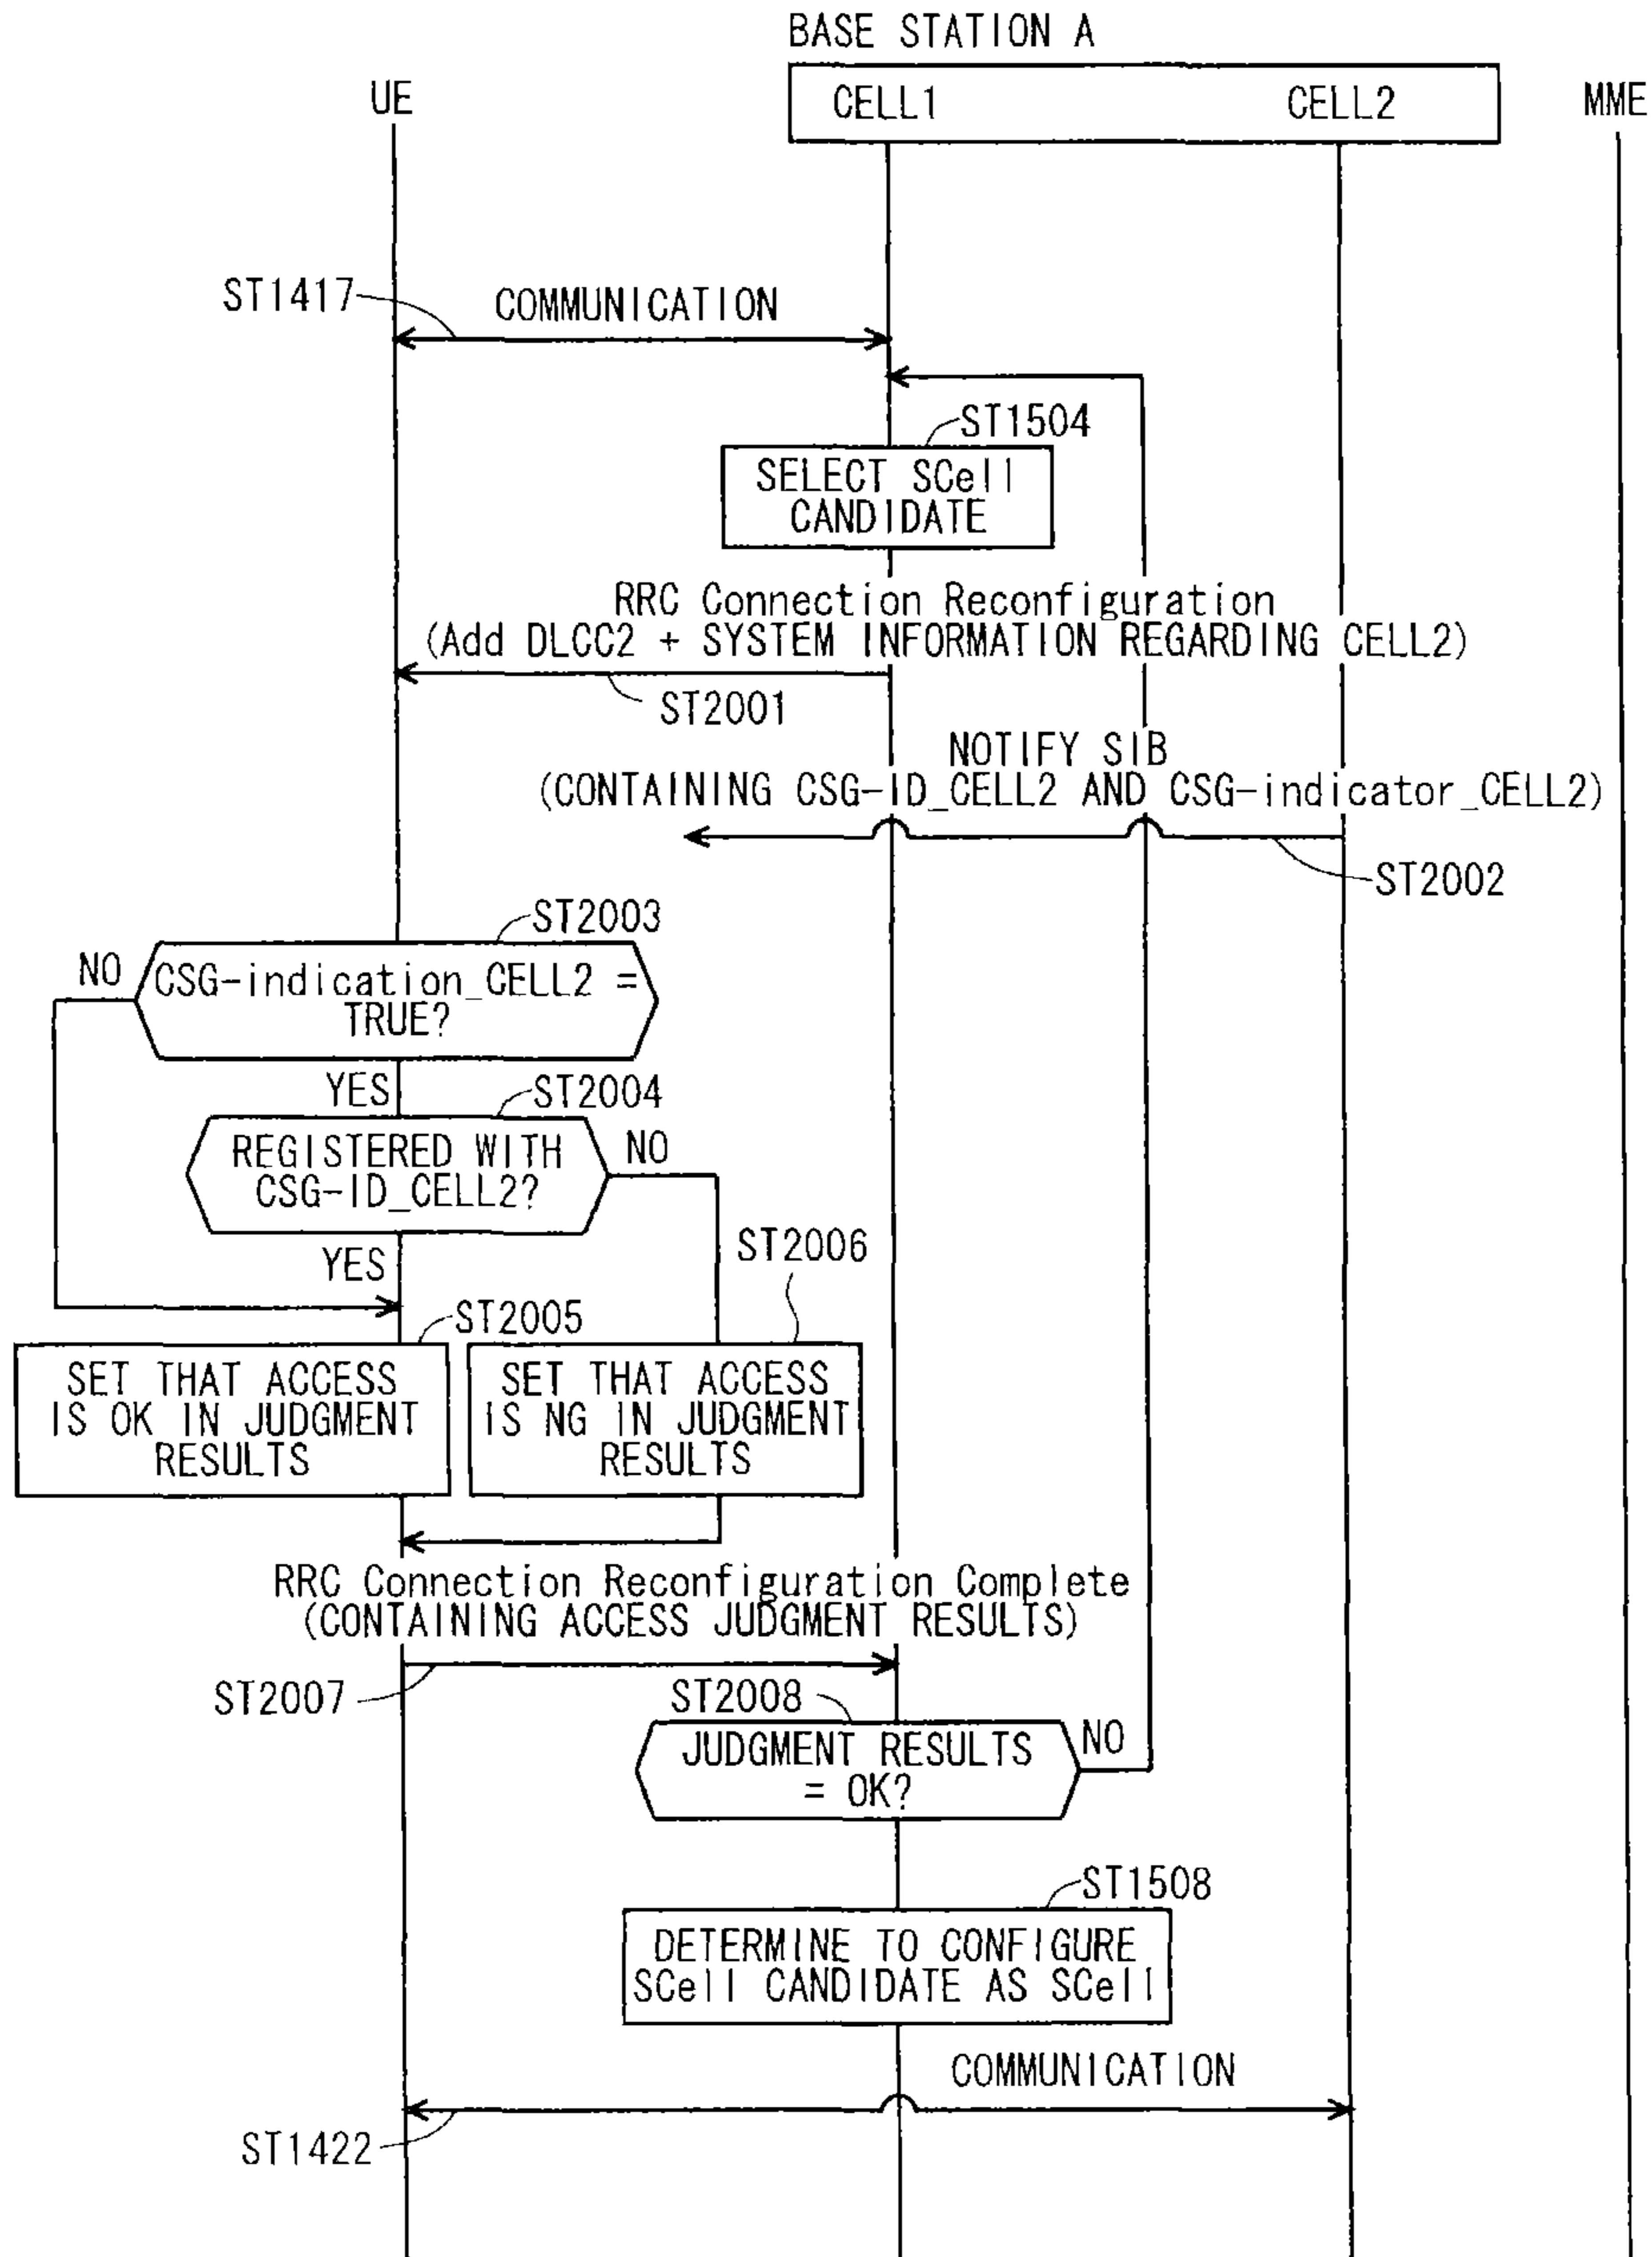 BASE STATION A
UE
CELL1
CELL2
MME
ST1417
COMMUNICATION
ST1504
SELECT SCell
CANDIDATE
RRC Connection Reconfiguration
(Add DLCC2 + SYSTEM INFORMATION REGARDING CELL2)
ST2001
NOTIFY SIB
(CONTAINING CSG-ID_CELL2 AND CSG-indicator_CELL2)
ST2002
ST2003
NO
CSG-indication_CELL2 =
TRUE?
YES
ST2004
REGISTERED WITH
CSG-ID_CELL2?
NO
YES
ST2006
ST2005
SET THAT ACCESS
IS OK IN JUDGMENT
RESULTS
SET THAT ACCESS
IS NG IN JUDGMENT
RESULTS
RRC Connection Reconfiguration Complete
(CONTAINING ACCESS JUDGMENT RESULTS)
ST2007
ST2008
JUDGMENT RESULTS
= OK?
NO
ST1508
DETERMINE TO CONFIGURE
SCell CANDIDATE AS SCell
COMMUNICATION
ST1422